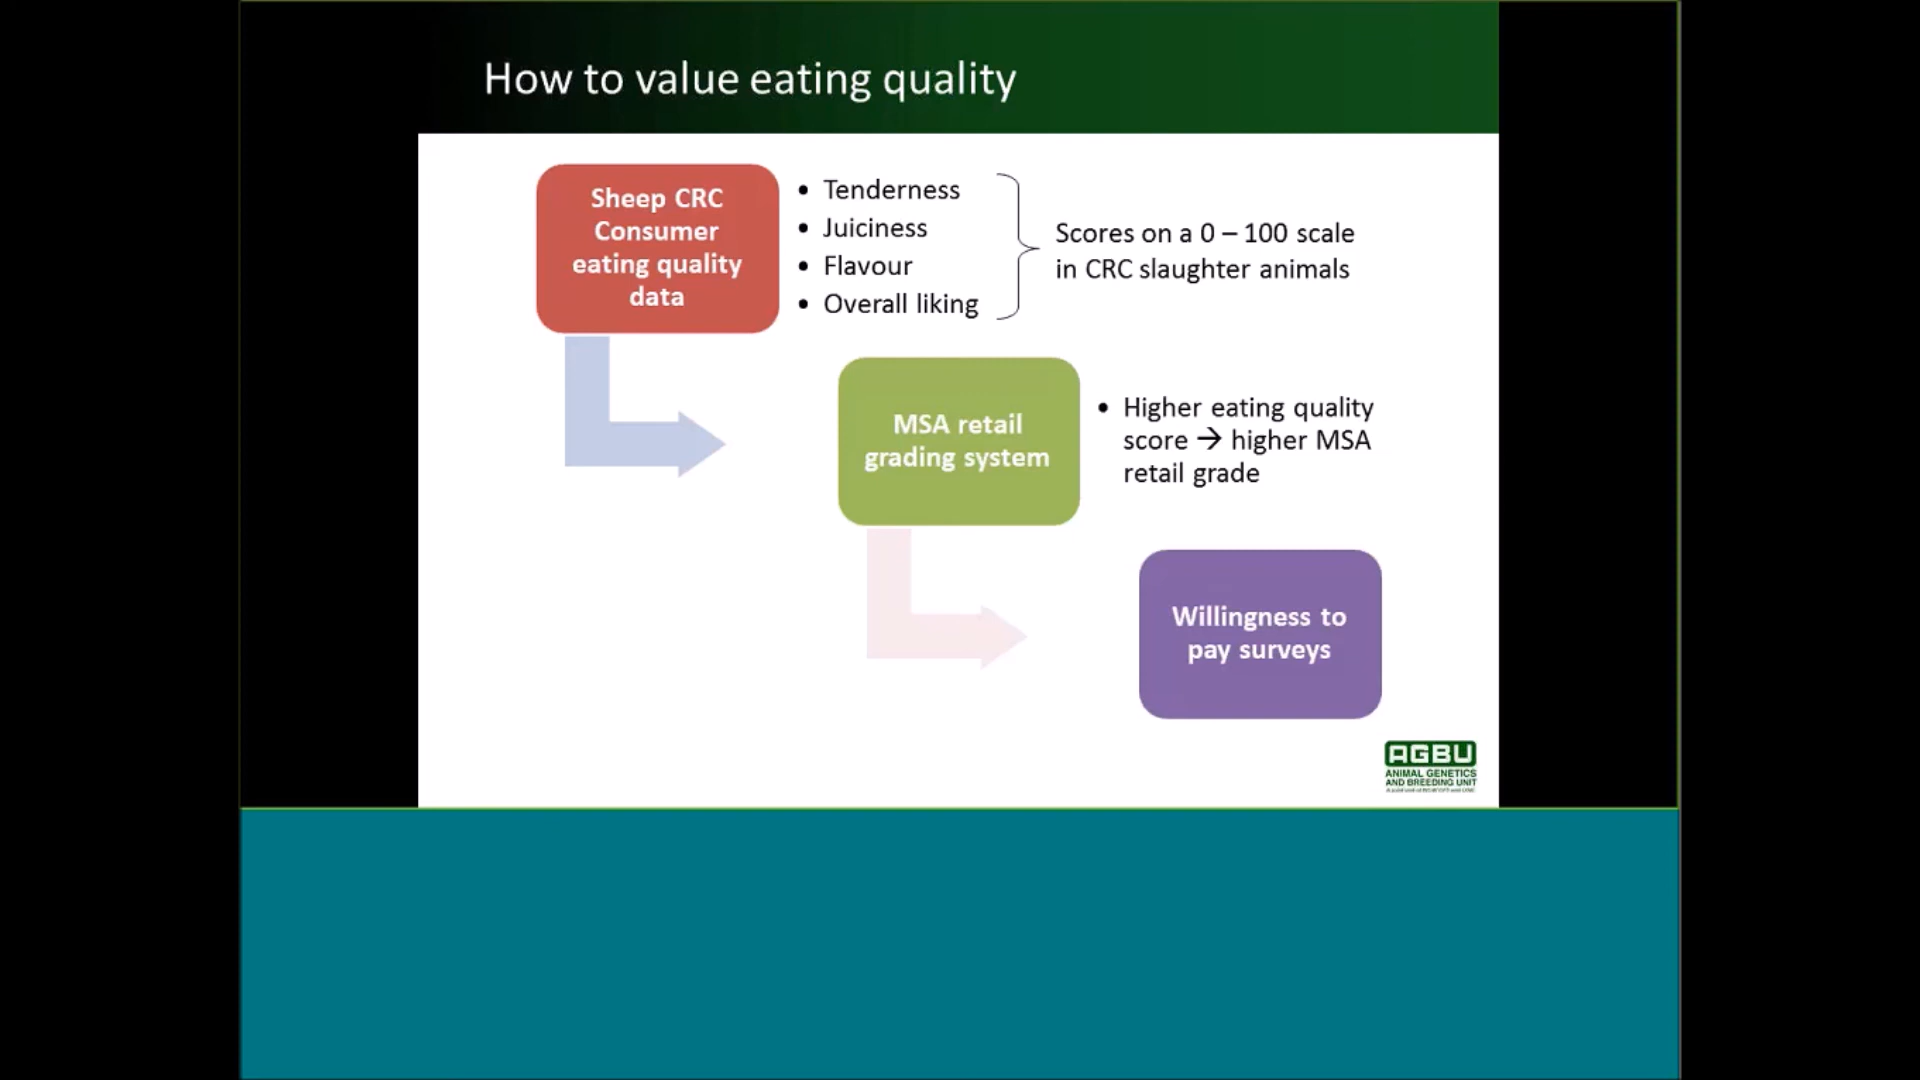 How to value eating quality
Sheep CRC
Consumer
eating quality
data
• Tenderness
• Juiciness
• Flavour
• Overall liking
Scores on a 0 – 100 scale
in CRC slaughter animals
MSA retail
grading system
• Higher eating quality
score → higher MSA
retail grade
Willingness to
pay surveys
AGBU
ANIMAL GENETICS
AND BREEDING UNIT